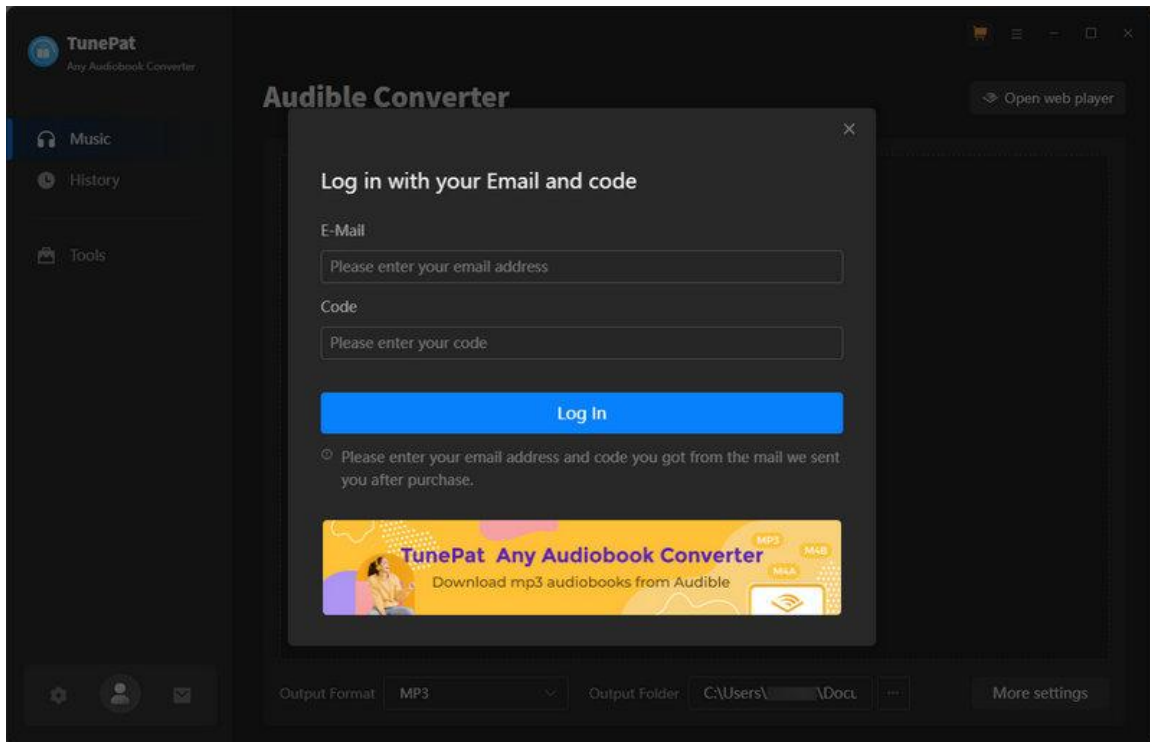 TunePat
Any Audiobook Converter
Audible Converter
Open web player
Music
History
Tools
Log in with your Email and code
E-Mail
Please enter your email address
Code
Please enter your code
Log In
Please enter your email address and code you got from the mail we sent
you after purchase.
TunePat Any Audiobook Converter
Download mp3 audiobooks from Audible
MP3
M4B
M4A
Output Format
MP3
Output Folder
C:\Users\ \Docu
More settings